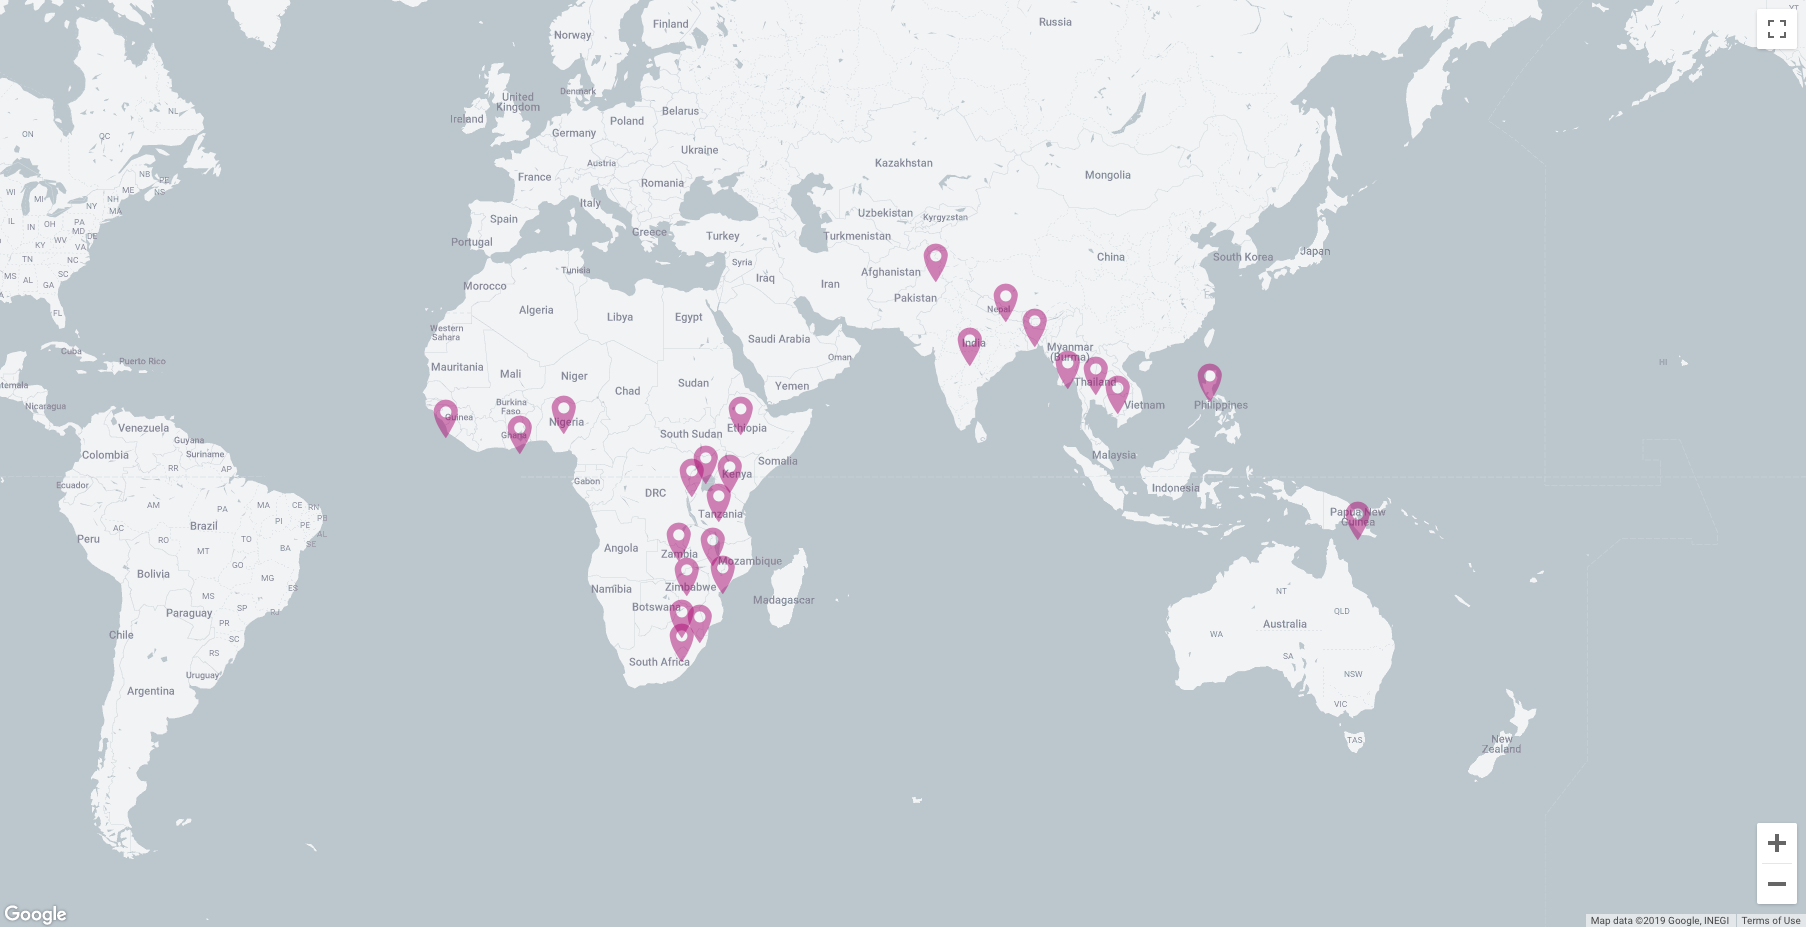 Russia
YT
Finland
Norway
United
Kingdom
Denmark
Ireland
Belarus
Poland
Germany
NL
ON
QC
Ukraine
Austria
Kazakhstan
France
Romania
Mongolia
NB
PE
WI
MI
ME
NS
NH
NY
MA
Italy
Uzbekistan
Kyrgyzstan
Spain
IL
IN
OH
PA
MD
DE
Portugal
Greece
Turkey
Turkmenistan
KY
WV
VA
TN
NC
Japan
South Korea
China
Syria
Tunisia
Afghanistan
MS
AL
SC
GA
Iraq
Iran
Morocco
Pakistan
Algeria
Libya
Egypt
Nepal
FL
Western
Sahara
Saudi Arabia
India
Myanmar
(Burma)
Cuba
Puerto Rico
Oman
HI
Mauritania
Mali
Niger
Chad
Sudan
Yemen
Thailand
temala
Nicaragua
Burkina
Faso
Guinea
Ghana
Nigeria
Ethiopia
Vietnam
Philippines
Venezuela
Guyana
Suriname
Colombia
South Sudan
Somalia
Malaysia
RR
AP
Ecuador
Gabon
Kenya
DRC
Indonesia
AM
PA
MA
CE
RN
Tanzania
Papua New
Guinea
AC
Brazil
PI
PB
PE
AL
Peru
RO
TO
SE
MT
BA
Angola
Zambia
Mozambique
GO
Bolivia
MG
ES
Namibia
Zimbabwe
NT
MS
SP
RJ
Botswana
Madagascar
QLD
Paraguay
PR
Australia
WA
Chile
SC
RS
SA
South Africa
Uruguay
NSW
Argentina
VIC
TAS
New
Zealand
Google
Map data ©2019 Google, INEGI
Terms of Use